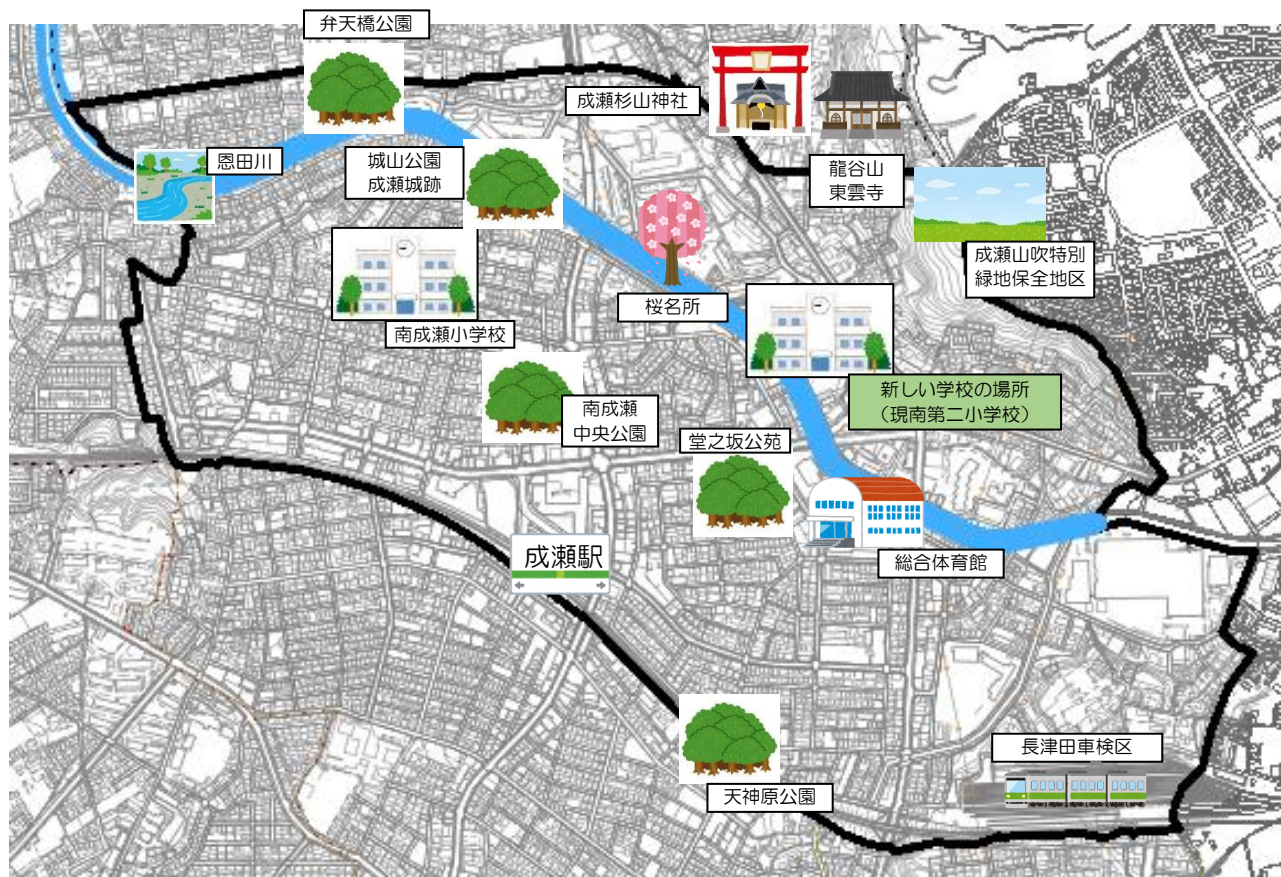 弁天橋公園
成瀬杉山神社
恩田川
城山公園
成瀬城跡
龍谷山
東雲寺
成瀬山吹特別
緑地保全地区
桜名所
南成瀬小学校
新しい学校の場所
（現南第二小学校）
南成瀬
中央公園
堂之坂公苑
成瀬駅
総合体育館
長津田車検区
天神原公園